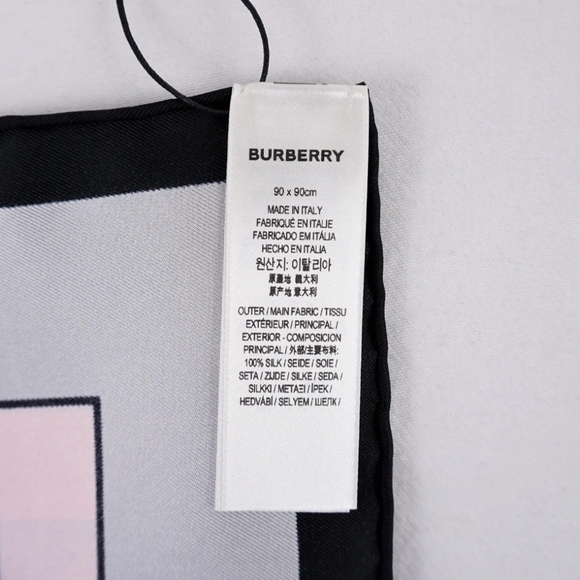 BURBERRY
90 x 90cm
MADE IN ITALY
FABRIQUÉ EN ITALIE
FABRICADO EM ITÁLIA
HECHO EN ITALIA
원산지: 이탈리아
原產地 義大利
原产地 意大利
OUTER / MAIN FABRIC / TISSU
EXTÉRIEUR / PRINCIPAL /
EXTERIOR - COMPOSICION
PRINCIPAL / 外部/主要布料:
100% SILK / SEIDE / SOIE /
SETA / ZIJDE / SILKE / SEDA /
SILKKI / ΜΕΤΑΞΙ / İPEK /
HEDVÁBÍ / SELYEM / ШЕЛК /